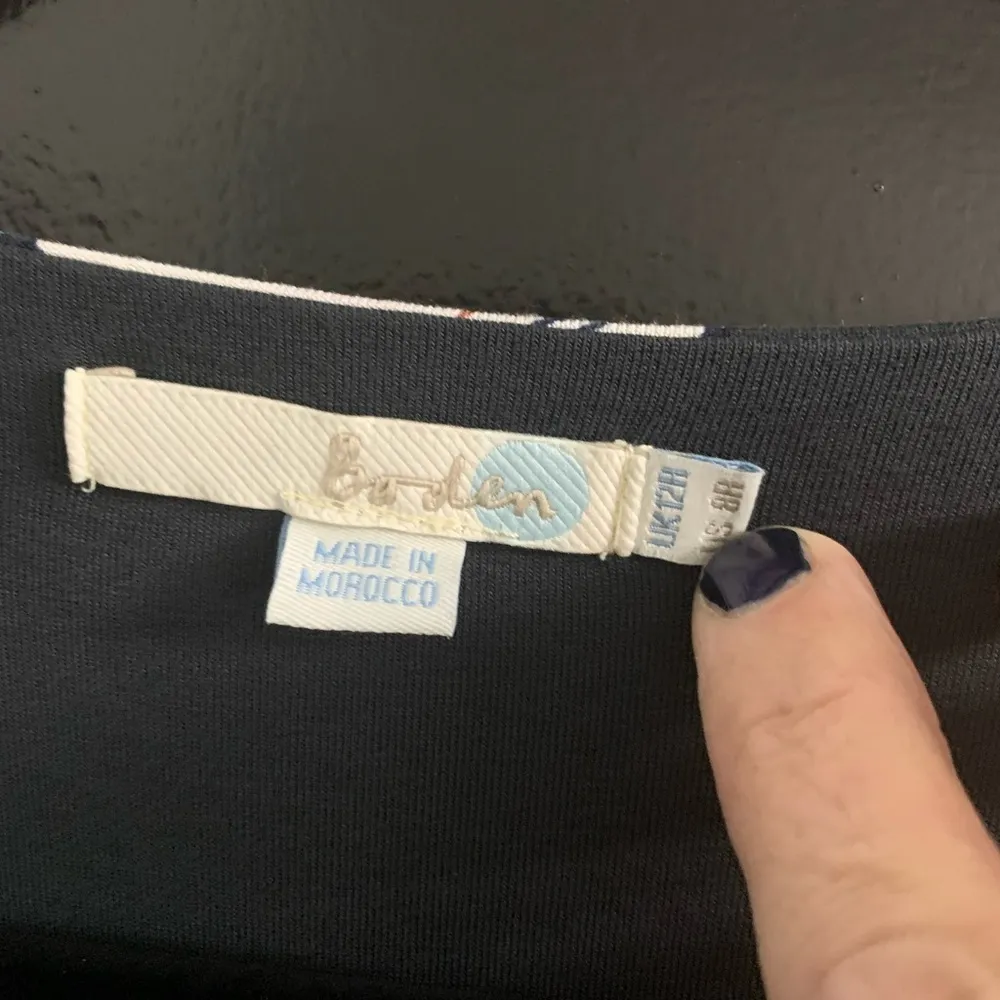 Boden
UK12R
US 8R
MADE IN
MOROCCO